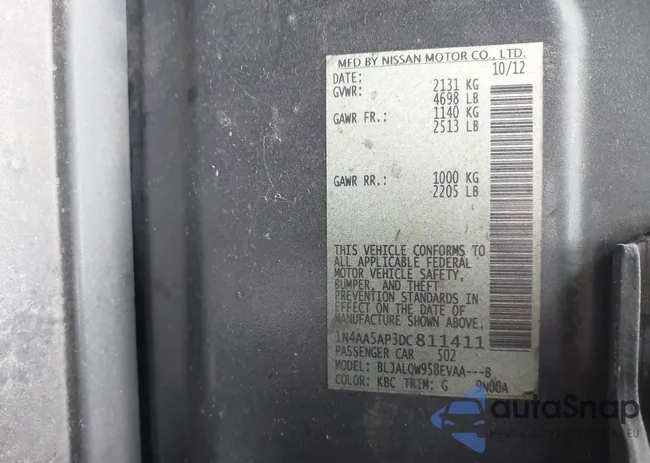 MFD BY NISSAN MOTOR CO., LTD.
DATE: 10/12
GVWR: 2131 KG
4698 LB
GAWR FR.: 1140 KG
2513 LB
GAWR RR.: 1000 KG
2205 LB
THIS VEHICLE CONFORMS TO
ALL APPLICABLE FEDERAL
MOTOR VEHICLE SAFETY,
BUMPER, AND THEFT
PREVENTION STANDARDS IN
EFFECT ON THE DATE OF
MANUFACTURE SHOWN ABOVE.
1N4AA5AP3DC811411
PASSENGER CAR 502
MODEL: BLJALQW958EVAA---B
COLOR: KBC TRIM: G
autoSnap